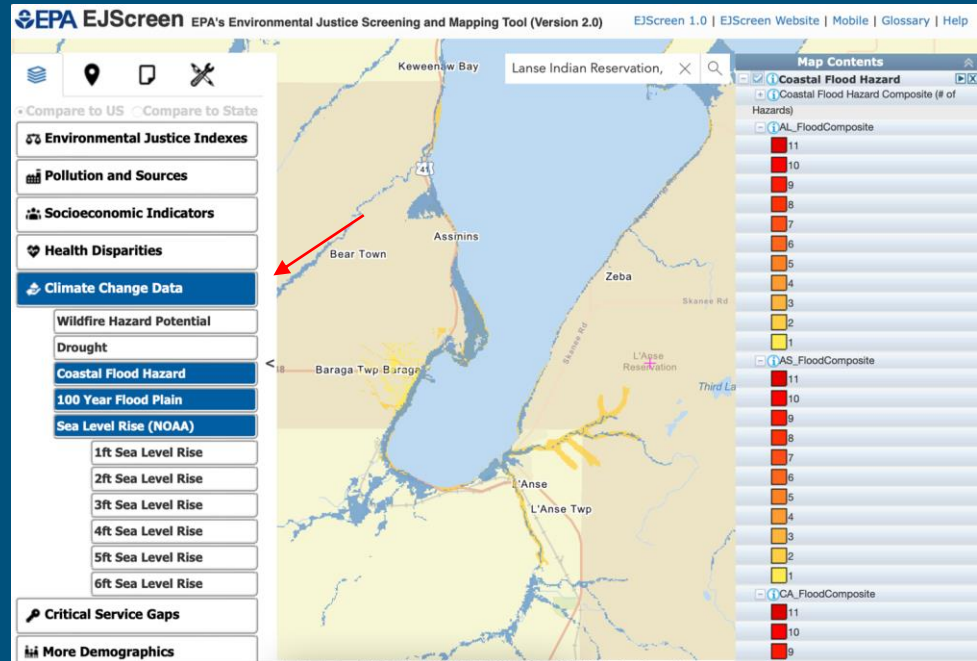 EPA EJScreen EPA's Environmental Justice Screening and Mapping Tool (Version 2.0)
EJScreen 1.0 | EJScreen Website | Mobile | Glossary | Help
Lanse Indian Reservation,
Compare to US Compare to State
Environmental Justice Indexes
Pollution and Sources
Socioeconomic Indicators
Health Disparities
Climate Change Data
Wildfire Hazard Potential
Drought
Coastal Flood Hazard
100 Year Flood Plain
Sea Level Rise (NOAA)
1ft Sea Level Rise
2ft Sea Level Rise
3ft Sea Level Rise
4ft Sea Level Rise
5ft Sea Level Rise
6ft Sea Level Rise
Critical Service Gaps
More Demographics
<
Keweenaw Bay
41
Assinins
Bear Town
Zeba
Skanee Rd
Skanee Rd
L'Anse
Reservation
Baraga Twp Baraga
L'Anse
L'Anse Twp
Map Contents
Coastal Flood Hazard
Coastal Flood Hazard Composite (# of
Hazards)
AL_FloodComposite
11
10
9
8
7
6
5
4
3
2
1
AS_FloodComposite
11
10
9
8
7
6
5
4
3
2
1
CA_FloodComposite
11
10
9